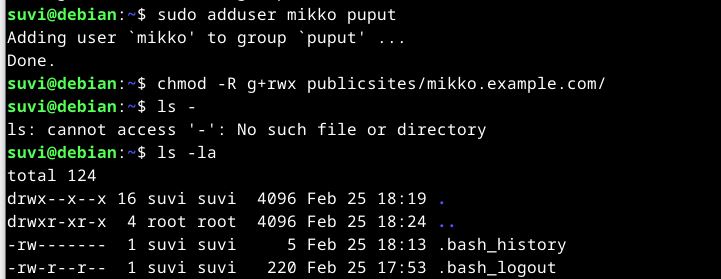 suvi@debian:~$ sudo adduser mikko puput
Adding user `mikko' to group `puput' ...
Done.
suvi@debian:~$ chmod -R g+rwx publicsites/mikko.example.com/
suvi@debian:~$ ls -
ls: cannot access '-': No such file or directory
suvi@debian:~$ ls -la
total 124
drwx--x--x 16 suvi suvi  4096 Feb 25 18:19 .
drwxr-xr-x  4 root root  4096 Feb 25 18:24 ..
-rw-------  1 suvi suvi     5 Feb 25 18:13 .bash_history
-rw-r--r--  1 suvi suvi   220 Feb 25 17:53 .bash_logout